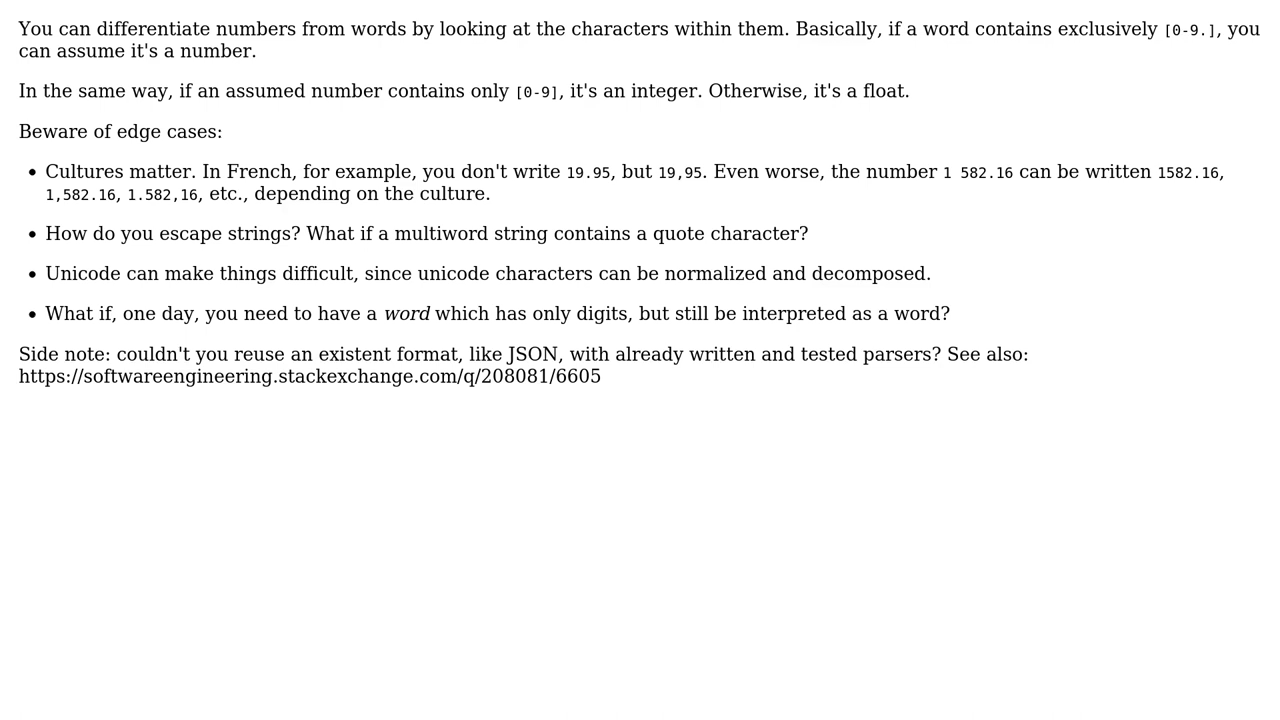 You can differentiate numbers from words by looking at the characters within them. Basically, if a word contains exclusively [0-9.], you
can assume it's a number.
In the same way, if an assumed number contains only [0-9], it's an integer. Otherwise, it's a float.
Beware of edge cases:
• Cultures matter. In French, for example, you don't write 19.95, but 19,95. Even worse, the number 1 582.16 can be written 1582.16,
1,582.16, 1.582,16, etc., depending on the culture.
• How do you escape strings? What if a multiword string contains a quote character?
• Unicode can make things difficult, since unicode characters can be normalized and decomposed.
• What if, one day, you need to have a word which has only digits, but still be interpreted as a word?
Side note: couldn't you reuse an existent format, like JSON, with already written and tested parsers? See also:
https://softwareengineering.stackexchange.com/q/208081/6605